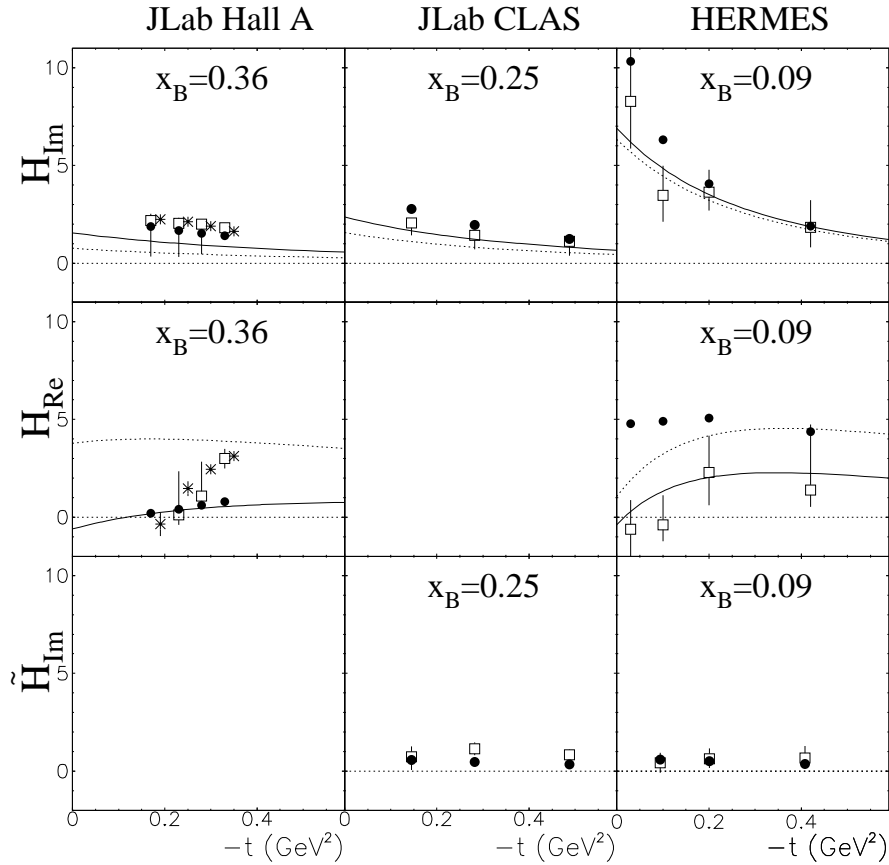 JLab Hall A JLab CLAS HERMES
H_Im
10
5
0
x_B=0.36
x_B=0.25
x_B=0.09
H_Re
10
5
0
x_B=0.36
x_B=0.09
H̃_Im
10
5
0
x_B=0.25
x_B=0.09
0 0.2 0.4 0 0.2 0.4 0 0.2 0.4
−t (GeV²) −t (GeV²) −t (GeV²)